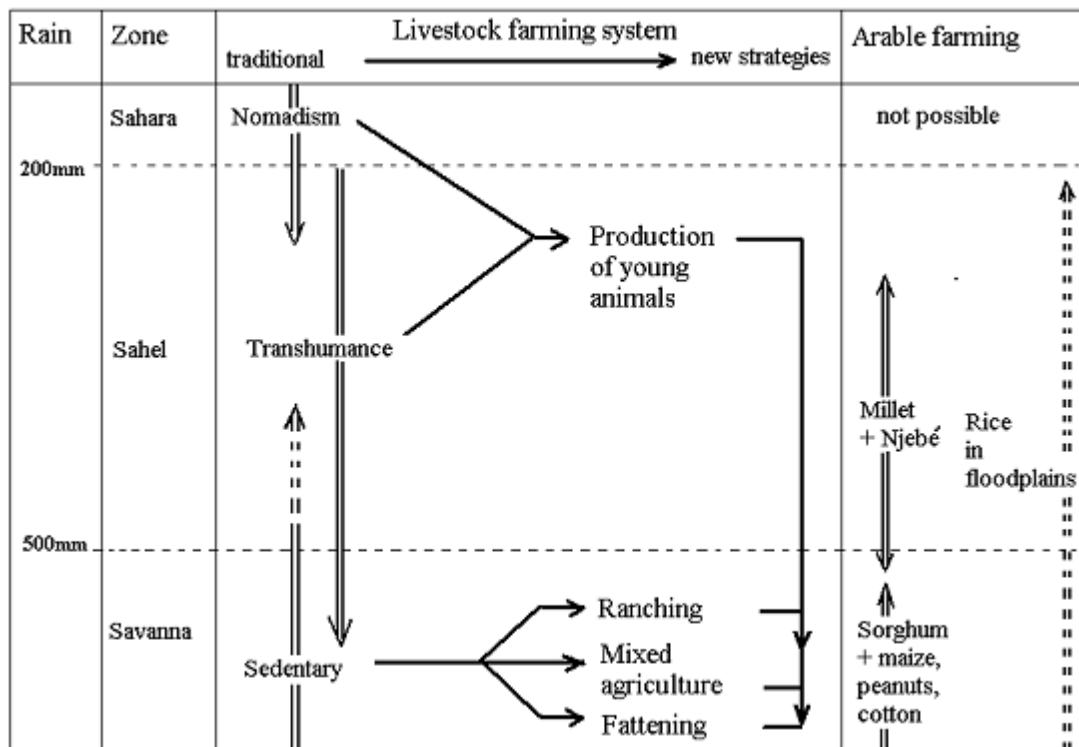 Rain
Zone
Livestock farming system
Arable farming
traditional
new strategies
Sahara
Nomadism
not possible
200mm
Production
of young
animals
Sahel
Transhumance
Millet
+ Njebé
Rice
in
floodplains
500mm
Savanna
Sedentary
Ranching
Mixed
agriculture
Fattening
Sorghum
+ maize,
peanuts,
cotton